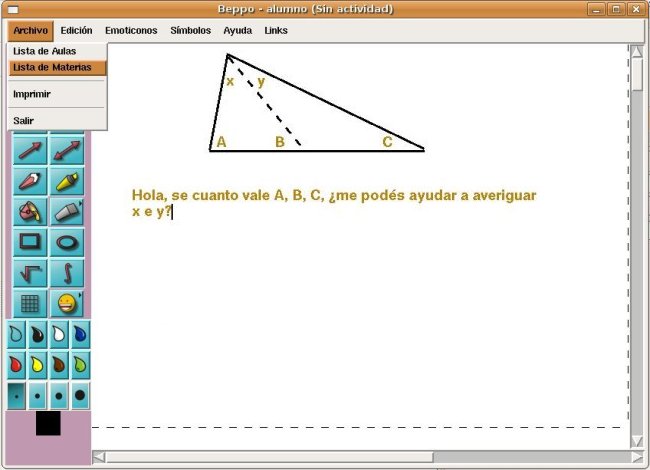 Beppo - alumno (Sin actividad)
Archivo Edición Emoticonos Símbolos Ayuda Links
Lista de Aulas
Lista de Materias
Imprimir
Salir
x y
A B C
Hola, se cuanto vale A, B, C, ¿me podés ayudar a averiguar
x e y?